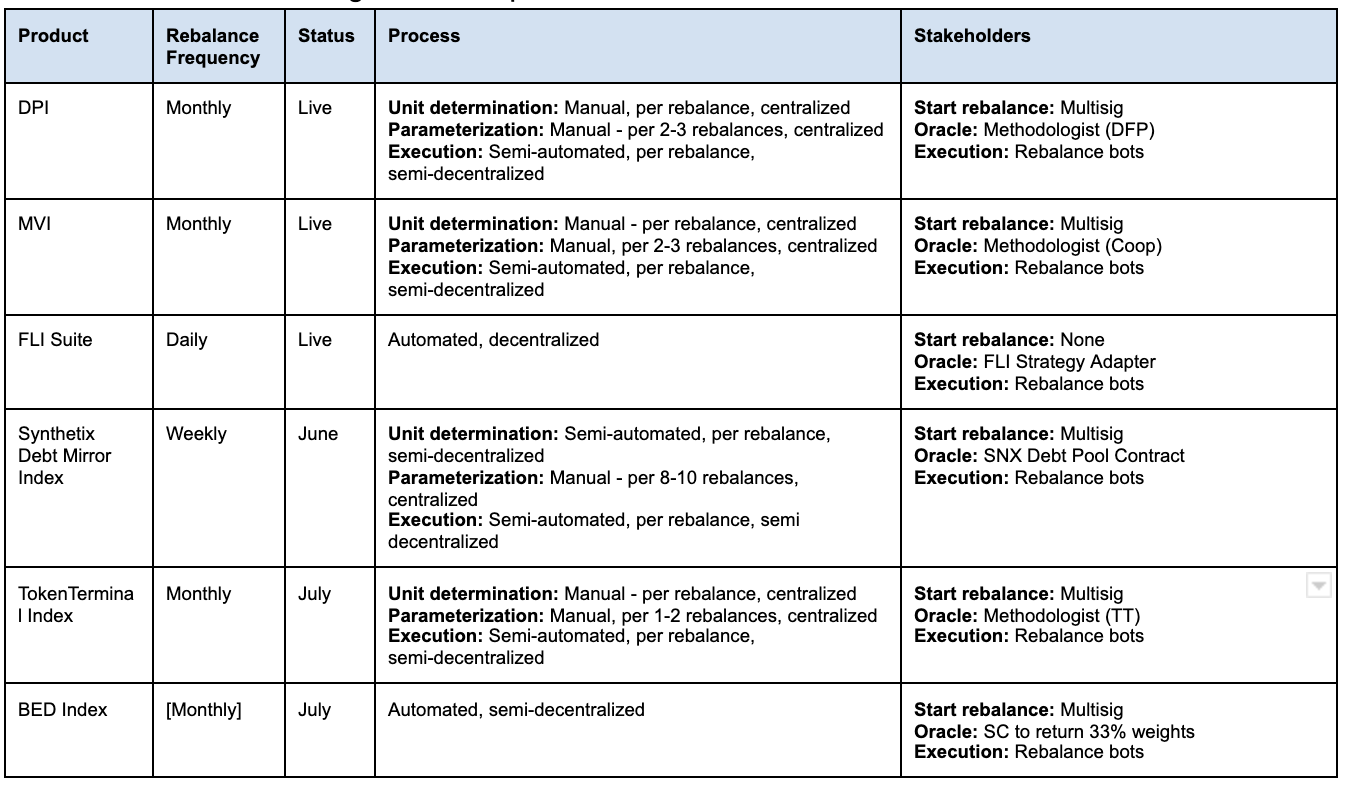 Product
Rebalance
Frequency
Status
Process
Stakeholders
DPI
Monthly
Live
Unit determination: Manual, per rebalance, centralized
Parameterization: Manual - per 2-3 rebalances, centralized
Execution: Semi-automated, per rebalance,
semi-decentralized
Start rebalance: Multisig
Oracle: Methodologist (DFP)
Execution: Rebalance bots
MVI
Monthly
Live
Unit determination: Manual - per rebalance, centralized
Parameterization: Manual, per 2-3 rebalances, centralized
Execution: Semi-automated, per rebalance,
semi-decentralized
Start rebalance: Multisig
Oracle: Methodologist (Coop)
Execution: Rebalance bots
FLI Suite
Daily
Live
Automated, decentralized
Start rebalance: None
Oracle: FLI Strategy Adapter
Execution: Rebalance bots
Synthetix
Debt Mirror
Index
Weekly
June
Unit determination: Semi-automated, per rebalance,
semi-decentralized
Parameterization: Manual - per 8-10 rebalances,
centralized
Execution: Semi-automated, per rebalance, semi
decentralized
Start rebalance: Multisig
Oracle: SNX Debt Pool Contract
Execution: Rebalance bots
TokenTermina
l Index
Monthly
July
Unit determination: Manual - per rebalance, centralized
Parameterization: Manual, per 1-2 rebalances, centralized
Execution: Semi-automated, per rebalance,
semi-decentralized
Start rebalance: Multisig
Oracle: Methodologist (TT)
Execution: Rebalance bots
BED Index
[Monthly]
July
Automated, semi-decentralized
Start rebalance: Multisig
Oracle: SC to return 33% weights
Execution: Rebalance bots